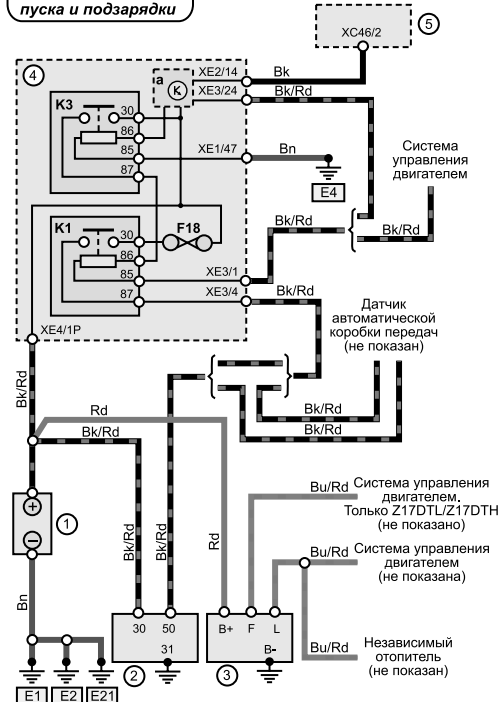 пуска и подзарядки
5
XC46/2
4
a
K
XE2/14
Bk
XE3/24
Bk/Rd
K3
30
86
85
87
XE1/47
Bn
E4
Система
управления
двигателем
Bk/Rd
Bk/Rd
K1
30
F18
86
85
87
XE3/1
XE3/4
Bk/Rd
Датчик
автоматической
коробки передач
(не показан)
XE4/1P
Bk/Rd
Rd
Bk/Rd
Bk/Rd
Bk/Rd
Bu/Rd
Система управления
двигателем.
Только Z17DTL/Z17DTH
(не показано)
1
Bk/Rd
Bk/Rd
Rd
Bu/Rd
Система управления
двигателем
(не показана)
Bn
30
50
31
2
B+
F
L
B-
3
Bu/Rd
Независимый
отопитель
(не показан)
E1
E2
E21